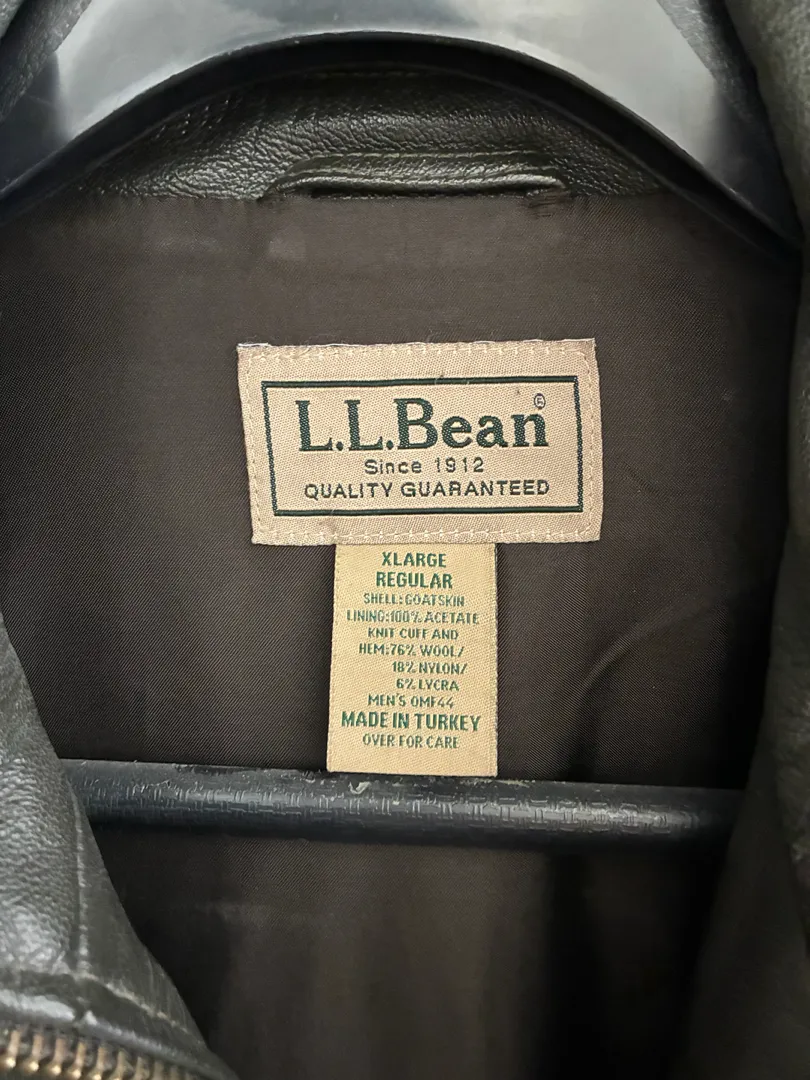 L.L.Bean®
Since 1912
QUALITY GUARANTEED
XLARGE
REGULAR
SHELL:GOATSKIN
LINING:100% ACETATE
KNIT CUFF AND
HEM:76% WOOL/
18% NYLON/
6% LYCRA
MEN'S 0MF44
MADE IN TURKEY
OVER FOR CARE